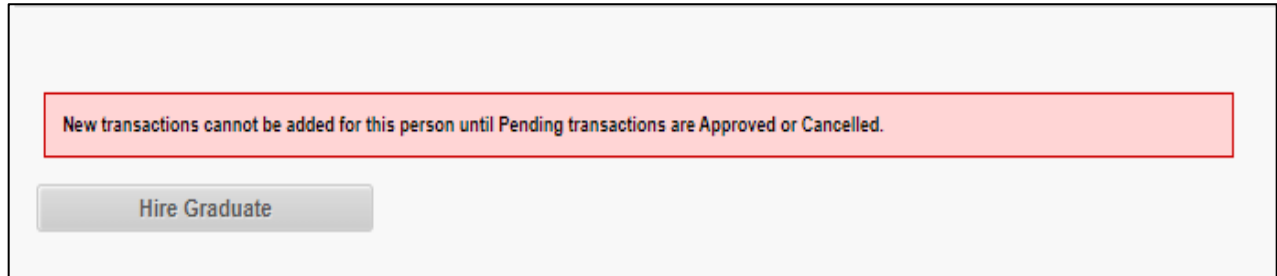 New transactions cannot be added for this person until Pending transactions are Approved or Cancelled.
Hire Graduate